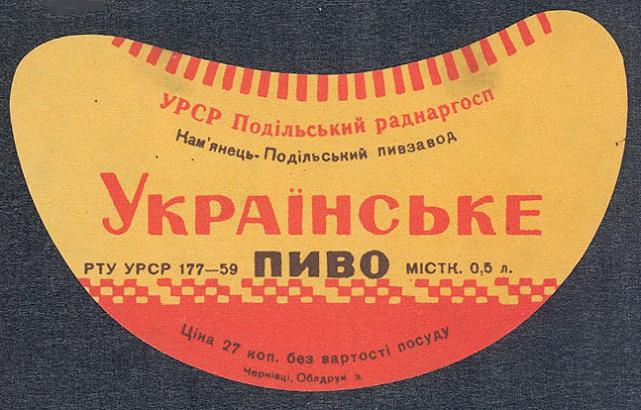 УРСР Подільський раднаргосп
Кам'янець-Подільський пивзавод
УКРАЇНСЬКЕ
РТУ УРСР 177—59 ПИВО МІСТК. 0,5 л.
Ціна 27 коп. без вартості посуду
Чернівці, Облдрук з.